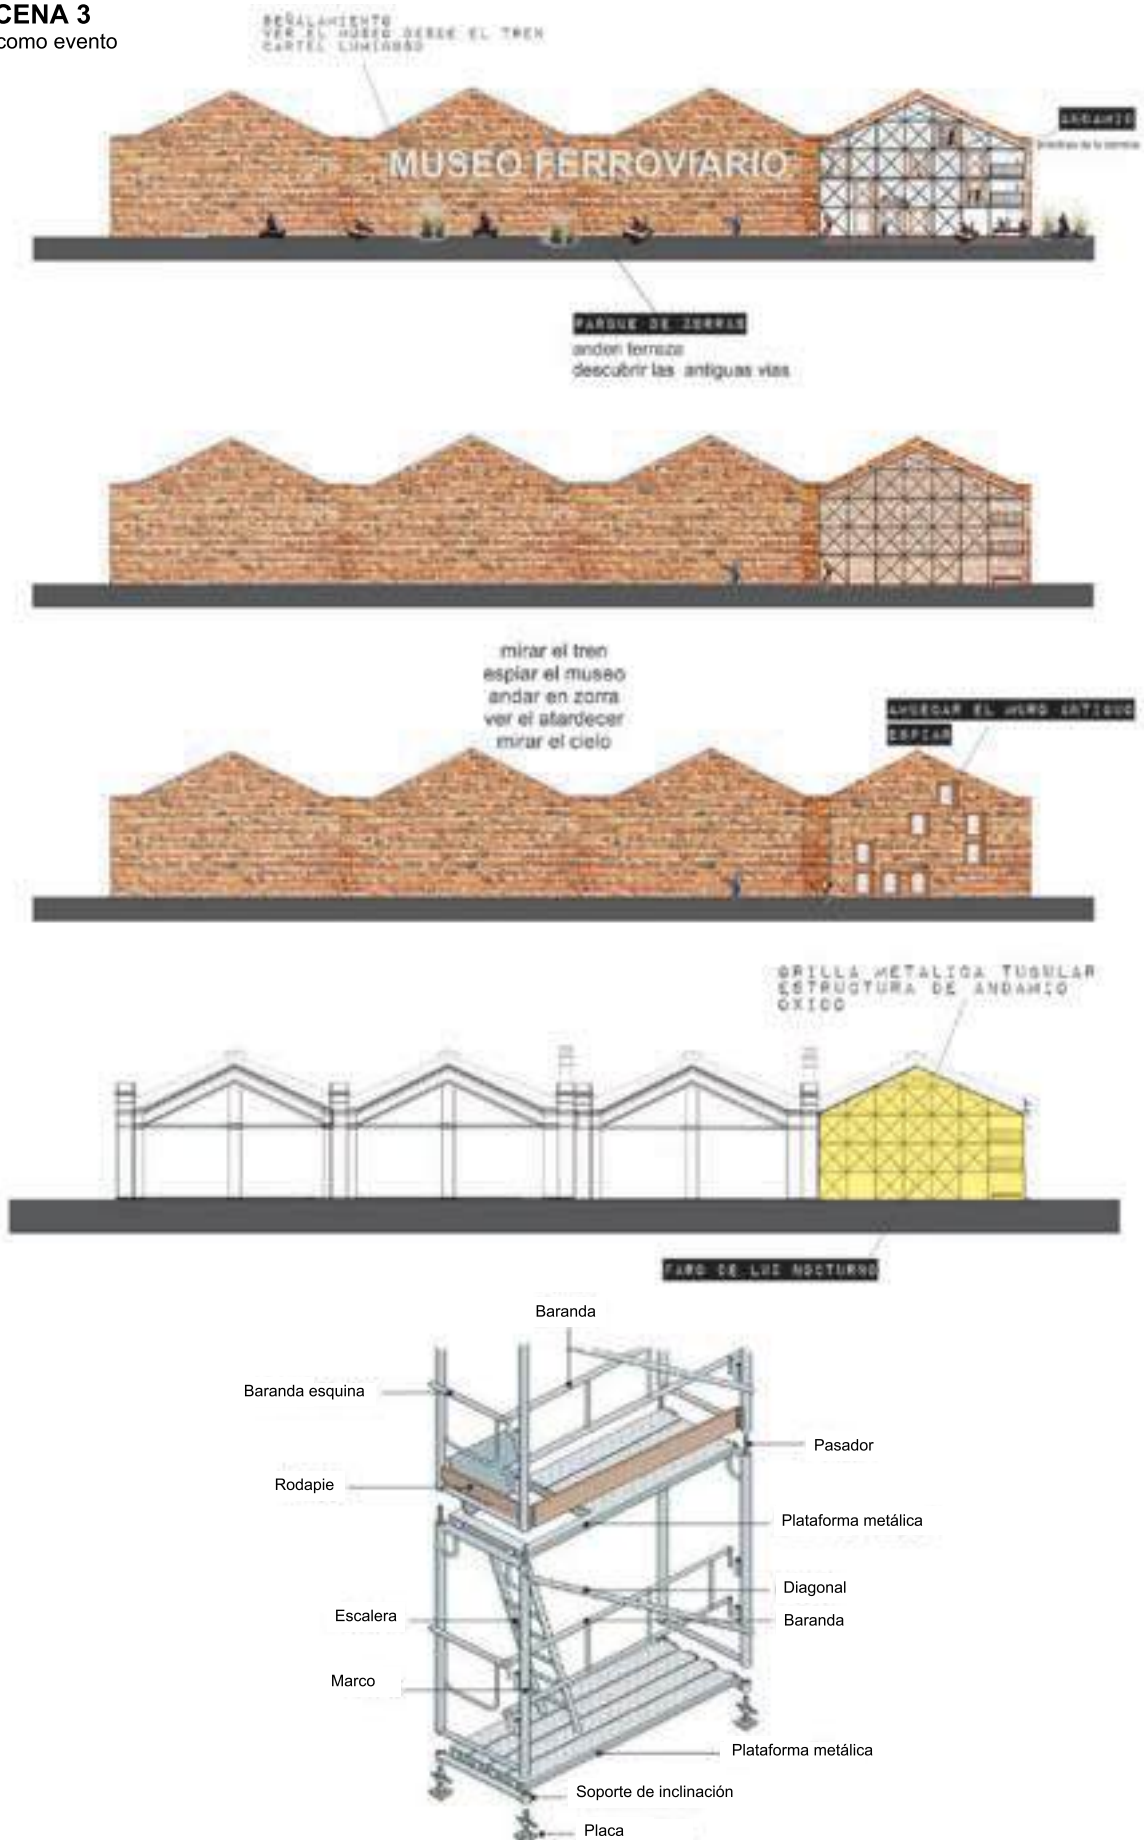 CENA 3
como evento
SEÑALAMIENTO
VER EL MUSEO DESDE EL TREN
CARTEL LUMINOSO
ANDAMIO
MUSEO FERROVIARIO
PARQUE DE ZORRAS
anden terraza
descubrir las antiguas vias
mirar el tren
espiar el museo
andar en zorra
ver el atardecer
mirar el cielo
AHUECAR EL MURO ANTIGUO
ESPIAR
GRILLA METALICA TUBULAR
ESTRUCTURA DE ANDAMIO
OXIDO
FARO DE LUZ NOCTURNO
Baranda
Baranda esquina
Pasador
Rodapie
Plataforma metálica
Diagonal
Escalera
Baranda
Marco
Plataforma metálica
Soporte de inclinación
Placa